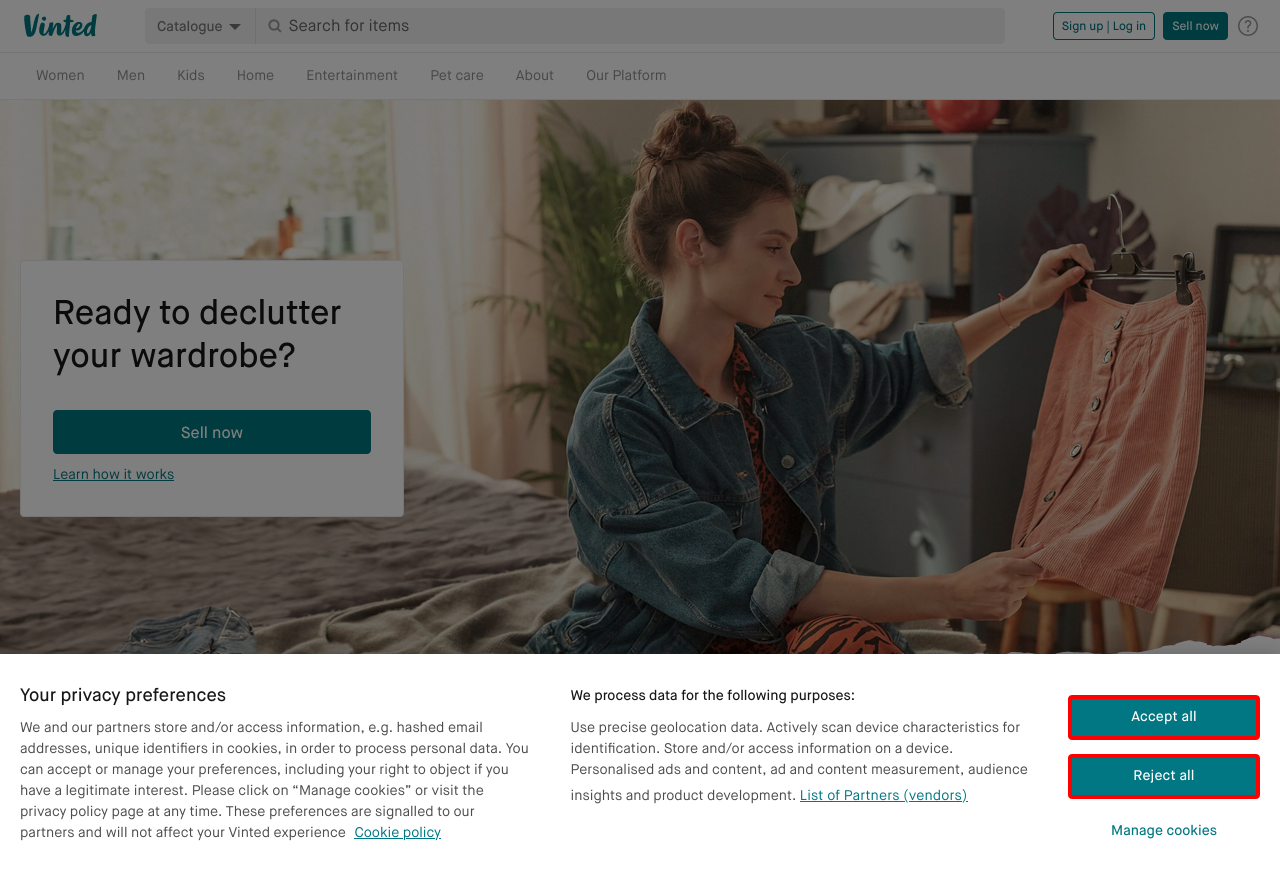 Vinted
Catalogue
Search for items
Sign up | Log in
Sell now
?
Women
Men
Kids
Home
Entertainment
Pet care
About
Our Platform
Ready to declutter
your wardrobe?
Sell now
Learn how it works
Your privacy preferences
We and our partners store and/or access information, e.g. hashed email
addresses, unique identifiers in cookies, in order to process personal data. You
can accept or manage your preferences, including your right to object if you
have a legitimate interest. Please click on “Manage cookies” or visit the
privacy policy page at any time. These preferences are signalled to our
partners and will not affect your Vinted experience Cookie policy
We process data for the following purposes:
Use precise geolocation data. Actively scan device characteristics for
identification. Store and/or access information on a device.
Personalised ads and content, ad and content measurement, audience
insights and product development. List of Partners (vendors)
Accept all
Reject all
Manage cookies